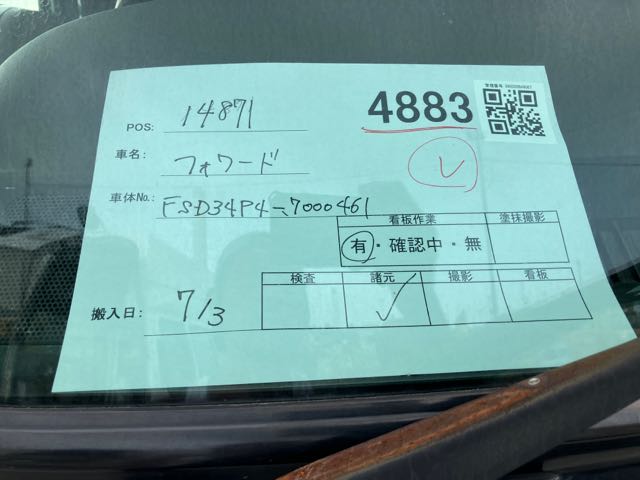 4883
POS: 14871
車名: フォワード
車体No.: FSD34P4-7000461
看板作業 塗抹撮影
有・確認中・無
検査 諸元 撮影 看板
搬入日: 7/3